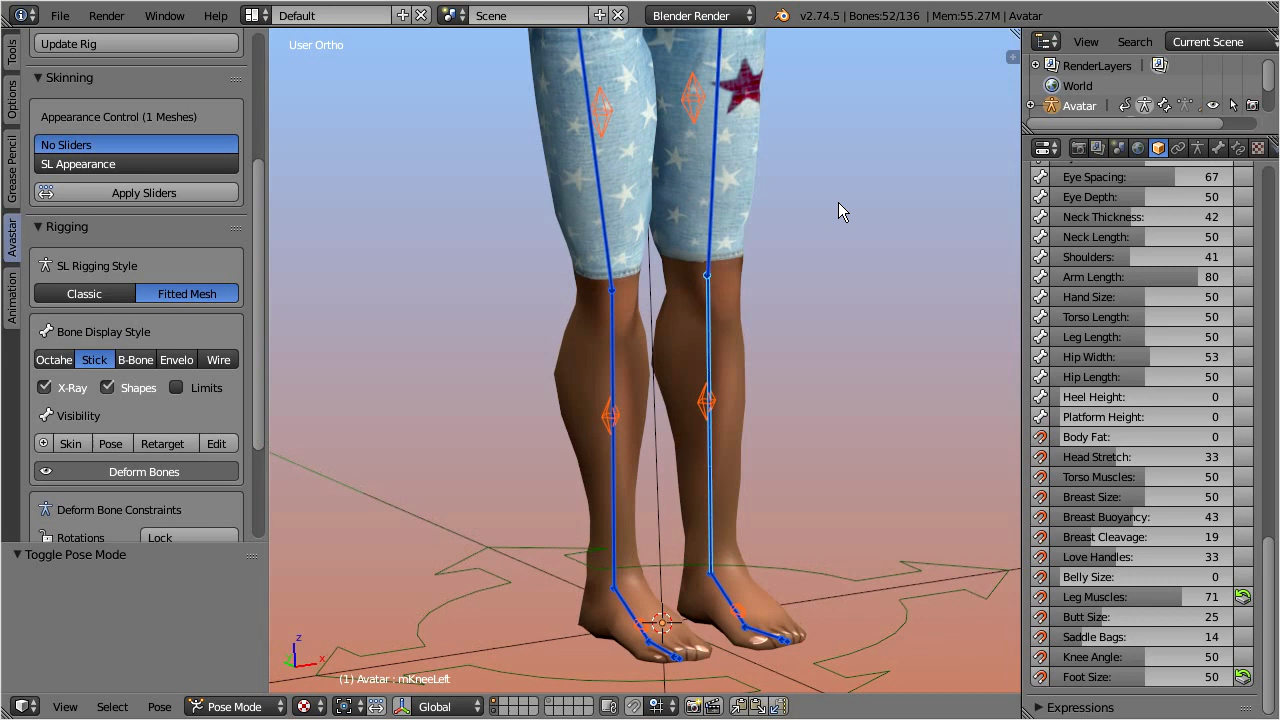 File Render Window Help Default Scene Blender Render v2.74.5 | Bones:52/136 | Mem:55.27M | Avatar
Tools
Options
Grease Pencil
Avastar
Animation
Update Rig
Skinning
Appearance Control (1 Meshes)
No Sliders
SL Appearance
Apply Sliders
Rigging
SL Rigging Style
Classic Fitted Mesh
Bone Display Style
Octahe Stick B-Bone Envelo Wire
X-Ray Shapes Limits
Visibility
Skin Pose Retarget Edit
Deform Bones
Deform Bone Constraints
Rotations Lock
Toggle Pose Mode
User Ortho
z
x
(1) Avatar : mKneeLeft
View Select Pose Pose Mode Global
View Search Current Scene
RenderLayers
World
Avatar
Eye Spacing: 67
Eye Depth: 50
Neck Thickness: 42
Neck Length: 50
Shoulders: 41
Arm Length: 80
Hand Size: 50
Torso Length: 50
Leg Length: 50
Hip Width: 53
Hip Length: 50
Heel Height: 0
Platform Height: 0
Body Fat: 0
Head Stretch: 33
Torso Muscles: 50
Breast Size: 50
Breast Buoyancy: 43
Breast Cleavage: 19
Love Handles: 33
Belly Size: 0
Leg Muscles: 71
Butt Size: 25
Saddle Bags: 14
Knee Angle: 50
Foot Size: 50
Expressions